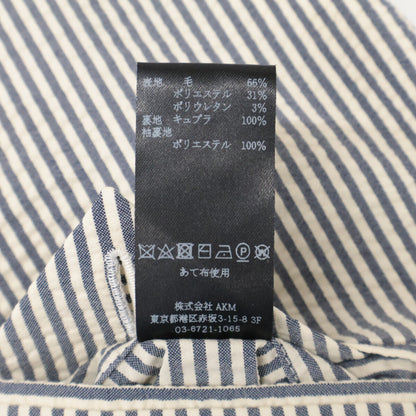 表地 毛 66%
ポリエステル 31%
ポリウレタン 3%
裏地 キュプラ 100%
袖裏地
ポリエステル 100%
あて布使用
株式会社 AKM
東京都港区赤坂3-15-8 3F
03-6721-1065